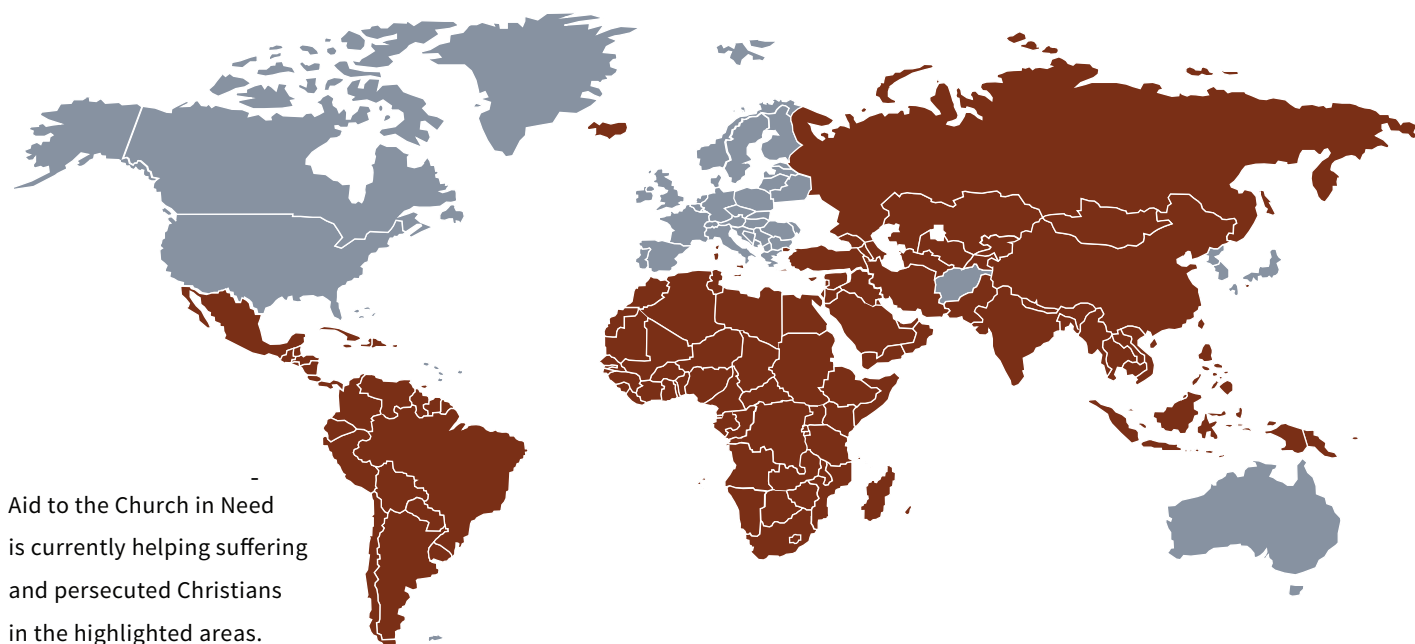 Aid to the Church in Need
is currently helping suffering
and persecuted Christians
in the highlighted areas.